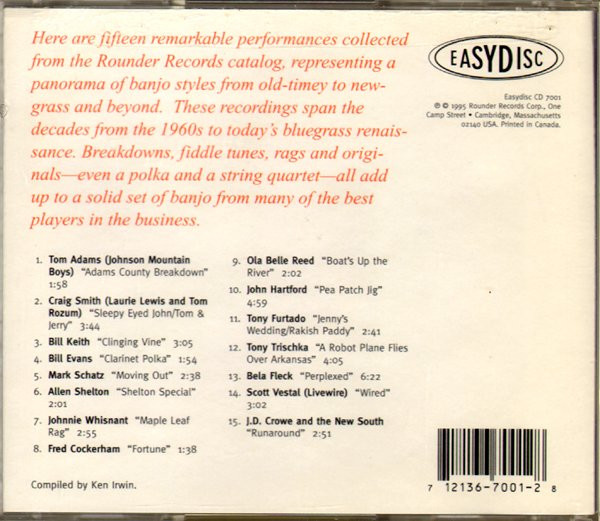 Here are fifteen remarkable performances collected
from the Rounder Records catalog, representing a
panorama of banjo styles from old-timey to new-
grass and beyond. These recordings span the
decades from the 1960s to today's bluegrass renais-
sance. Breakdowns, fiddle tunes, rags and origi-
nals—even a polka and a string quartet—all add
up to a solid set of banjo from many of the best
players in the business.
EASYDISC
Easydisc CD 7001
℗ © 1995 Rounder Records Corp., One
Camp Street • Cambridge, Massachusetts
02140 USA. Printed in Canada.
1. Tom Adams (Johnson Mountain
Boys) "Adams County Breakdown"
1:58
2. Craig Smith (Laurie Lewis and Tom
Rozum) "Sleepy Eyed John/Tom &
Jerry" 3:44
3. Bill Keith "Clinging Vine" 3:05
4. Bill Evans "Clarinet Polka" 1:54
5. Mark Schatz "Moving Out" 2:38
6. Allen Shelton "Shelton Special"
2:01
7. Johnnie Whisnant "Maple Leaf
Rag" 2:55
8. Fred Cockerham "Fortune" 1:38
9. Ola Belle Reed "Boat's Up the
River" 2:02
10. John Hartford "Pea Patch Jig"
4:59
11. Tony Furtado "Jenny's
Wedding/Rakish Paddy" 2:41
12. Tony Trischka "A Robot Plane Flies
Over Arkansas" 4:05
13. Bela Fleck "Perplexed" 6:22
14. Scott Vestal (Livewire) "Wired"
3:02
15. J.D. Crowe and the New South
"Runaround" 2:51
Compiled by Ken Irwin.
7 12136-7001-2 8